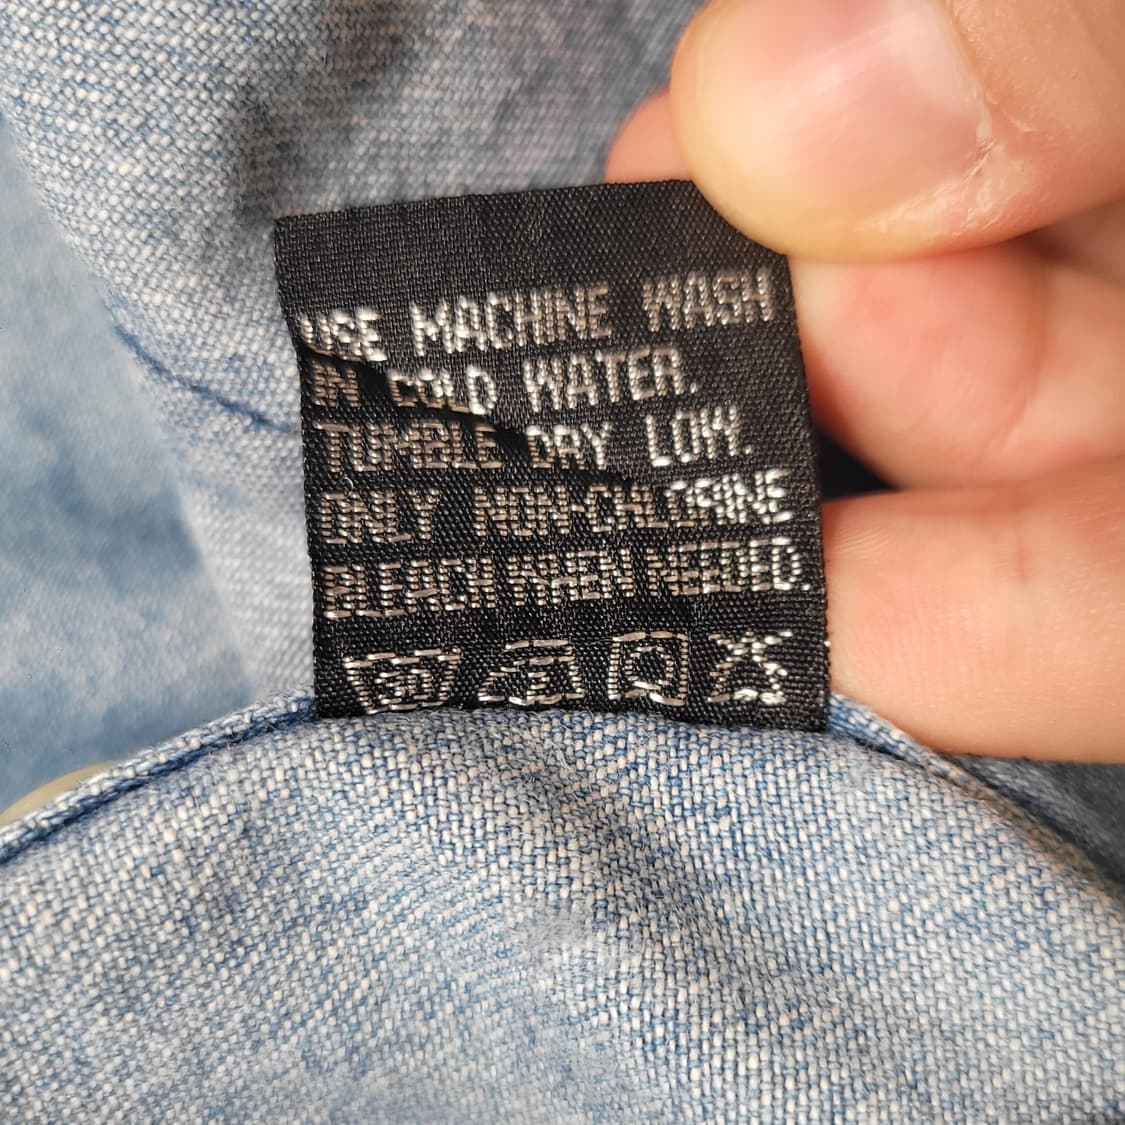 USE MACHINE WASH
IN COLD WATER.
TUMBLE DRY LOW.
ONLY NON-CHLORINE
BLEACH WHEN NEEDED.